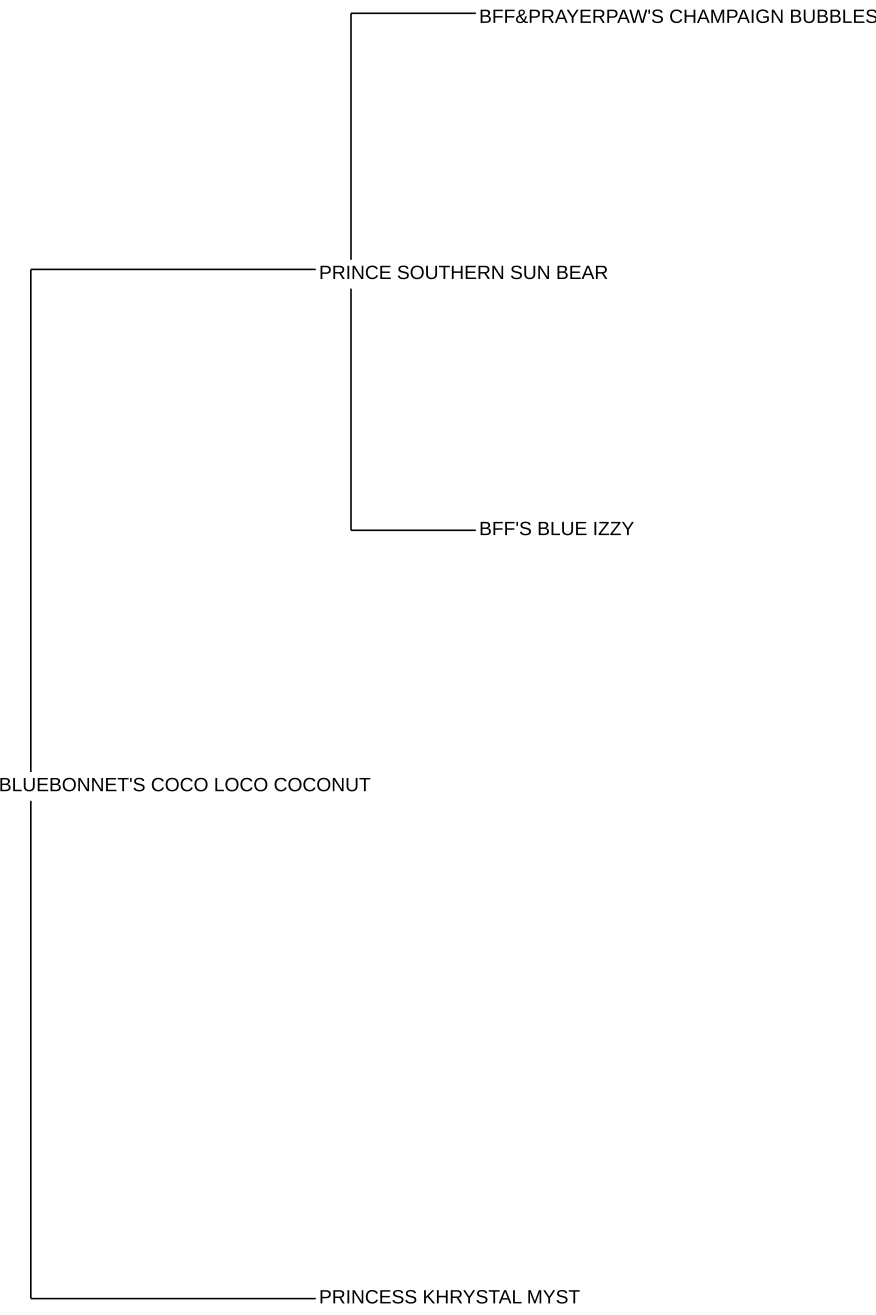 BFF&PRAYERPAW'S CHAMPAIGN BUBBLES
PRINCE SOUTHERN SUN BEAR
BFF'S BLUE IZZY
BLUEBONNET'S COCO LOCO COCONUT
PRINCESS KHRYSTAL MYST